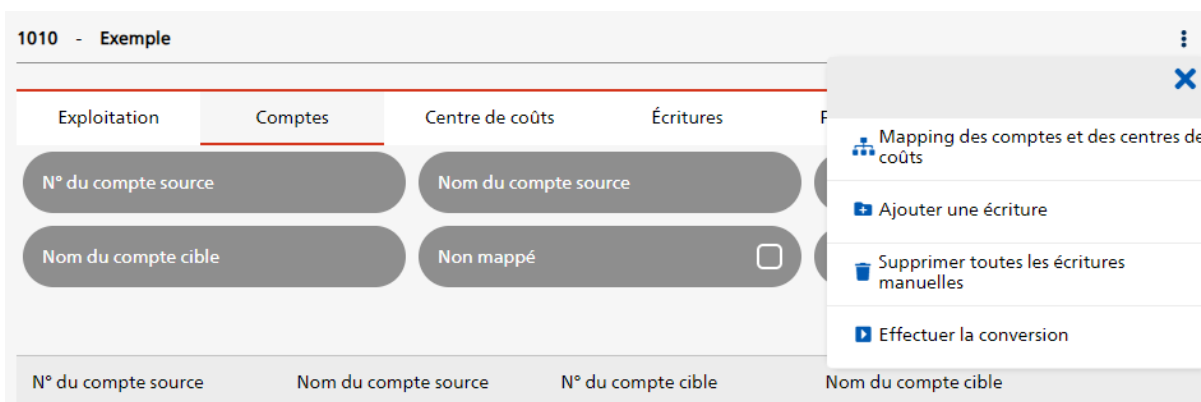 1010 - Exemple
Exploitation Comptes Centre de coûts Écritures
Mapping des comptes et des centres de
coûts
N° du compte source Nom du compte source
Ajouter une écriture
Nom du compte cible Non mappé
Supprimer toutes les écritures
manuelles
Effectuer la conversion
N° du compte source Nom du compte source N° du compte cible Nom du compte cible